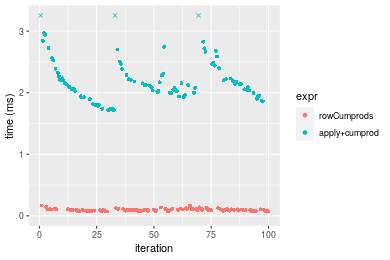 time (ms)
3
2
1
0
0
25
50
75
100
iteration
expr
rowCumprods
apply+cumprod